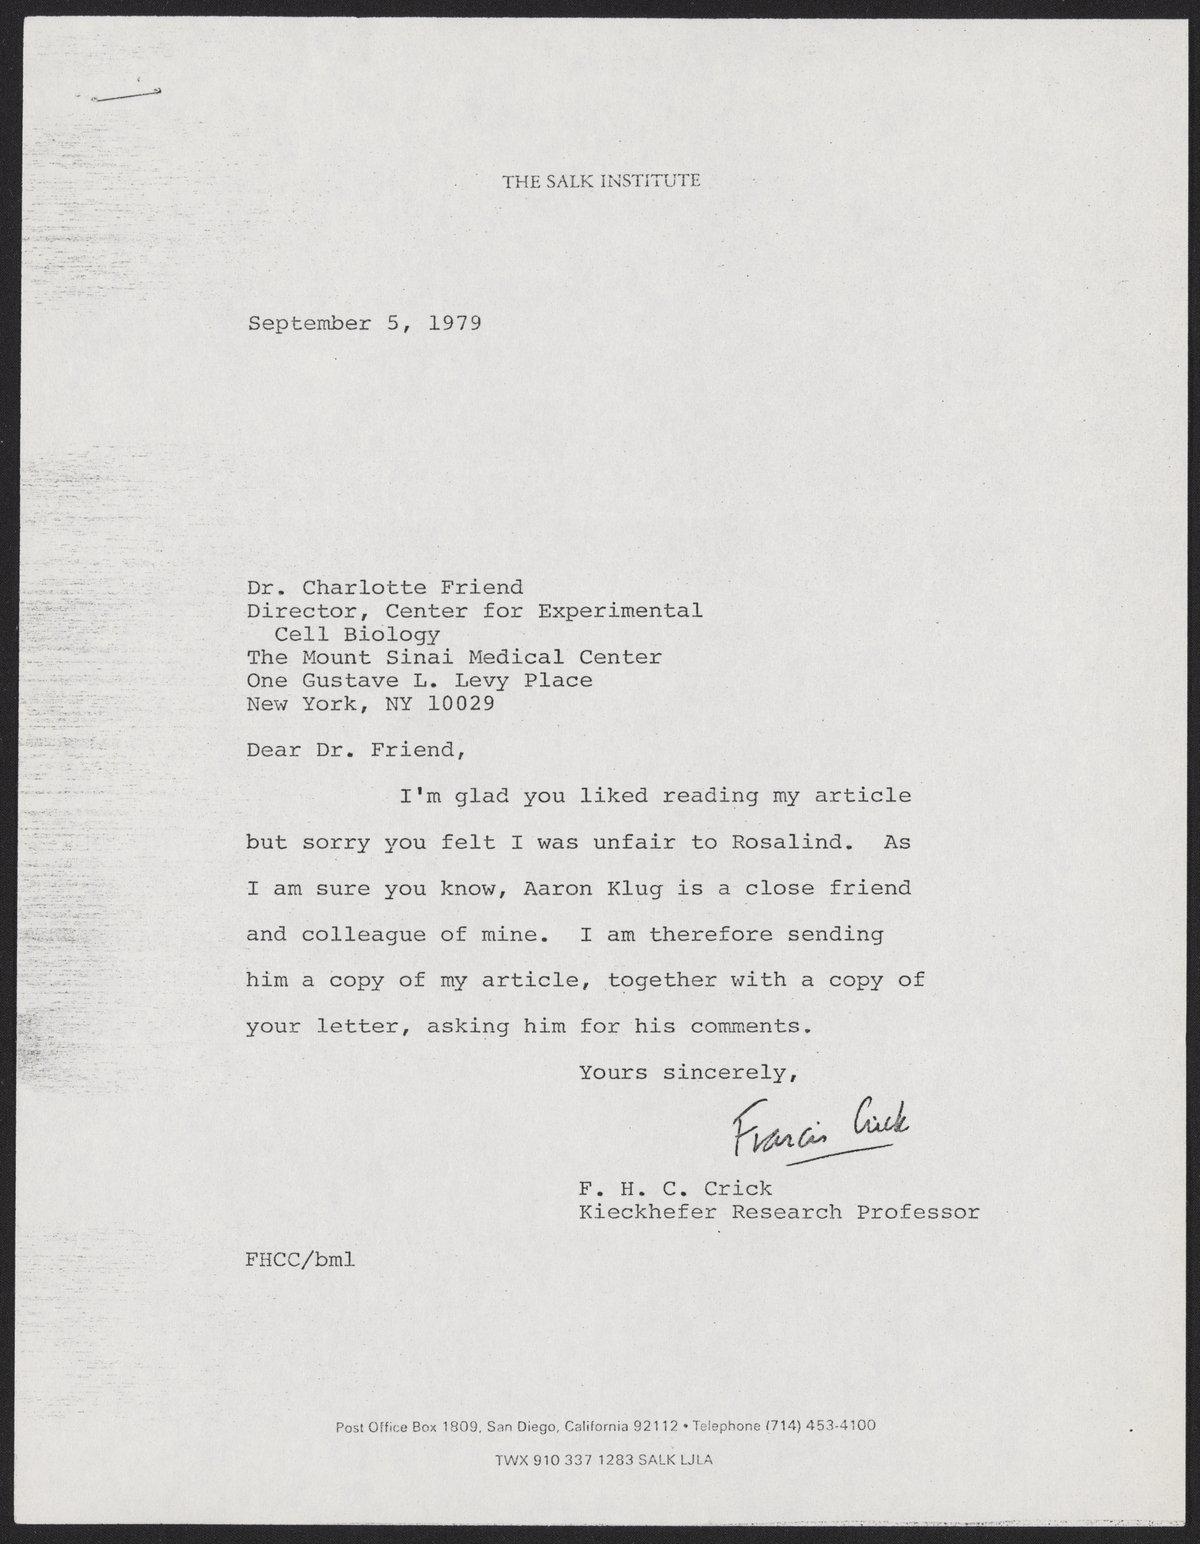 THE SALK INSTITUTE
September 5, 1979
Dr. Charlotte Friend
Director, Center for Experimental
Cell Biology
The Mount Sinai Medical Center
One Gustave L. Levy Place
New York, NY 10029
Dear Dr. Friend,
I'm glad you liked reading my article
but sorry you felt I was unfair to Rosalind. As
I am sure you know, Aaron Klug is a close friend
and colleague of mine. I am therefore sending
him a copy of my article, together with a copy of
your letter, asking him for his comments.
Yours sincerely,
Francis Crick
F. H. C. Crick
Kieckhefer Research Professor
FHCC/bml
Post Office Box 1809, San Diego, California 92112 • Telephone (714) 453-4100
TWX 910 337 1283 SALK LJLA